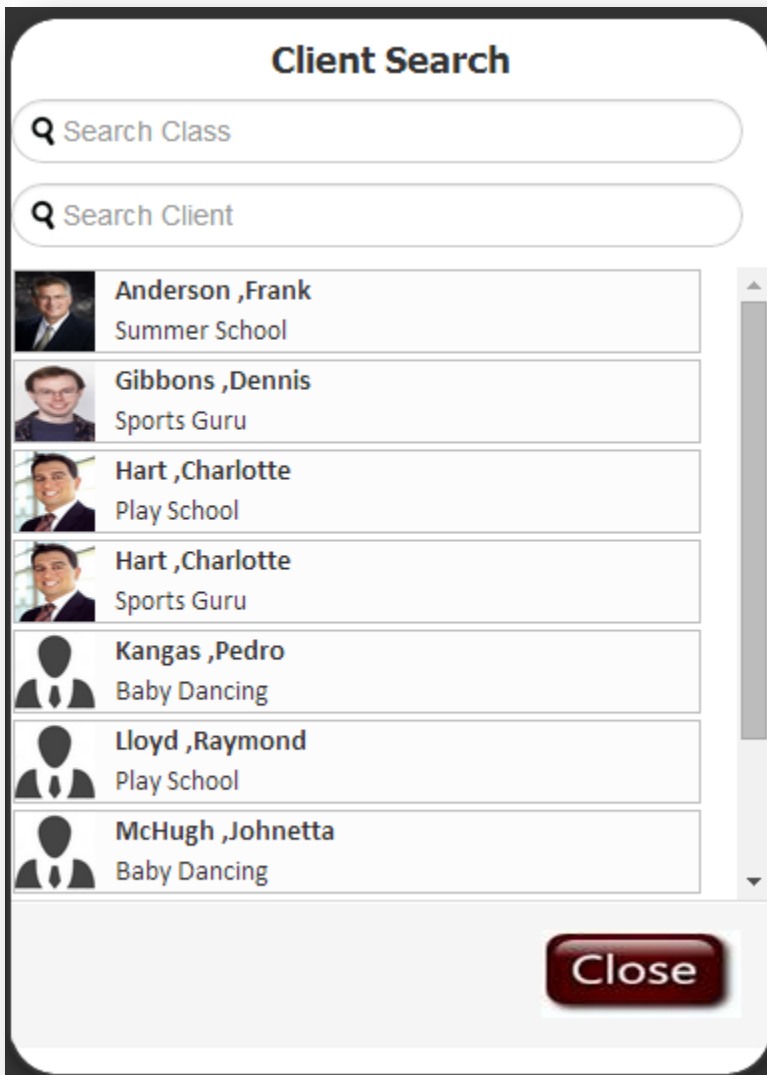 Client Search
Search Class
Search Client
Anderson ,Frank
Summer School
Gibbons ,Dennis
Sports Guru
Hart ,Charlotte
Play School
Hart ,Charlotte
Sports Guru
Kangas ,Pedro
Baby Dancing
Lloyd ,Raymond
Play School
McHugh ,Johnetta
Baby Dancing
Close